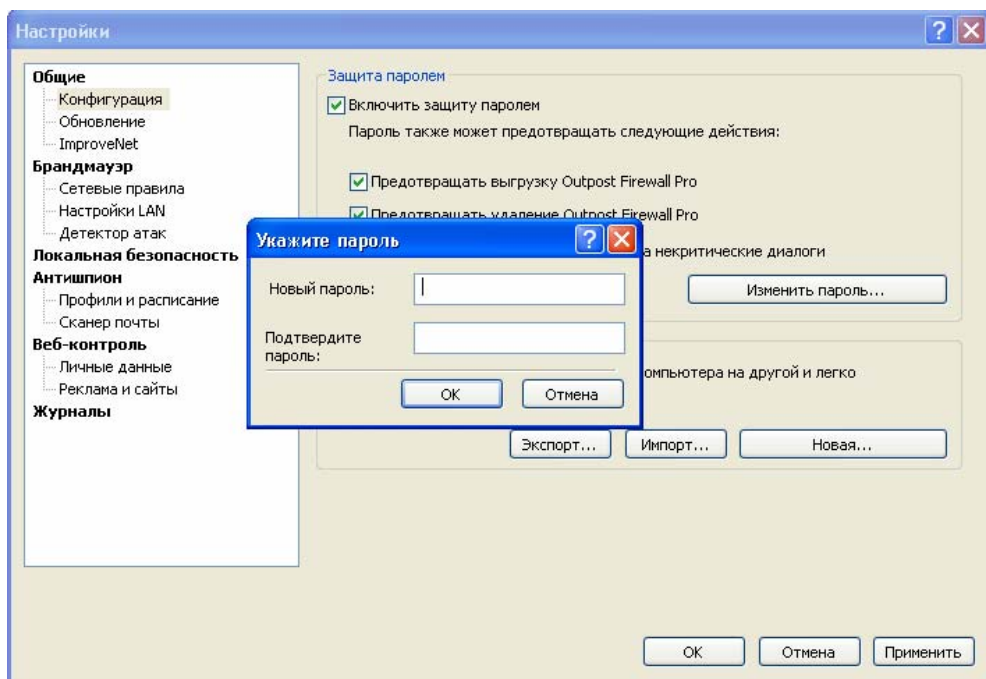 Настройки
Общие
Конфигурация
Обновление
ImproveNet
Брандмауэр
Сетевые правила
Настройки LAN
Детектор атак
Локальная безопасность
Антишпион
Профили и расписание
Сканер почты
Веб-контроль
Личные данные
Реклама и сайты
Журналы
Защита паролем
Включить защиту паролем
Пароль также может предотвращать следующие действия:
Предотвращать выгрузку Outpost Firewall Pro
Предотвращать удаление Outpost Firewall Pro
а некритические диалоги
Изменить пароль...
Укажите пароль
Новый пароль:
Подтвердите
пароль:
OK Отмена
омпьютера на другой и легко
Экспорт... Импорт... Новая...
OK Отмена Применить